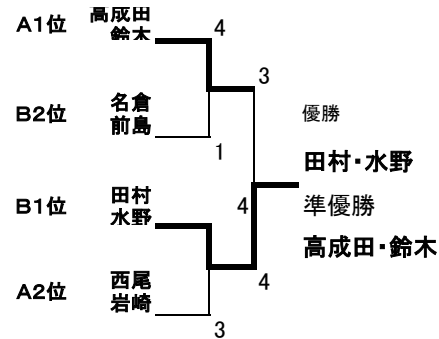 A1位
高成田
鈴木
4
3
B2位
名倉
前島
1
優勝
田村・水野
B1位
田村
水野
4
準優勝
高成田・鈴木
A2位
西尾
岩崎
4
3